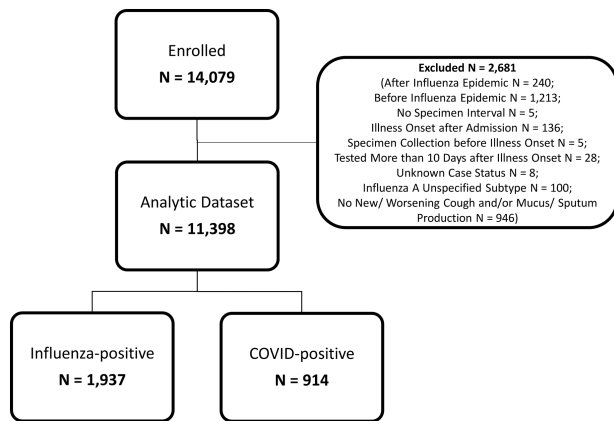 Enrolled
N = 14,079
Excluded N = 2,681
(After Influenza Epidemic N = 240;
Before Influenza Epidemic N = 1,213;
No Specimen Interval N = 5;
Illness Onset after Admission N = 136;
Specimen Collection before Illness Onset N = 5;
Tested More than 10 Days after Illness Onset N = 28;
Unknown Case Status N = 8;
Influenza A Unspecified Subtype N = 100;
No New/ Worsening Cough and/or Mucus/ Sputum
Production N = 946)
Analytic Dataset
N = 11,398
Influenza-positive
N = 1,937
COVID-positive
N = 914